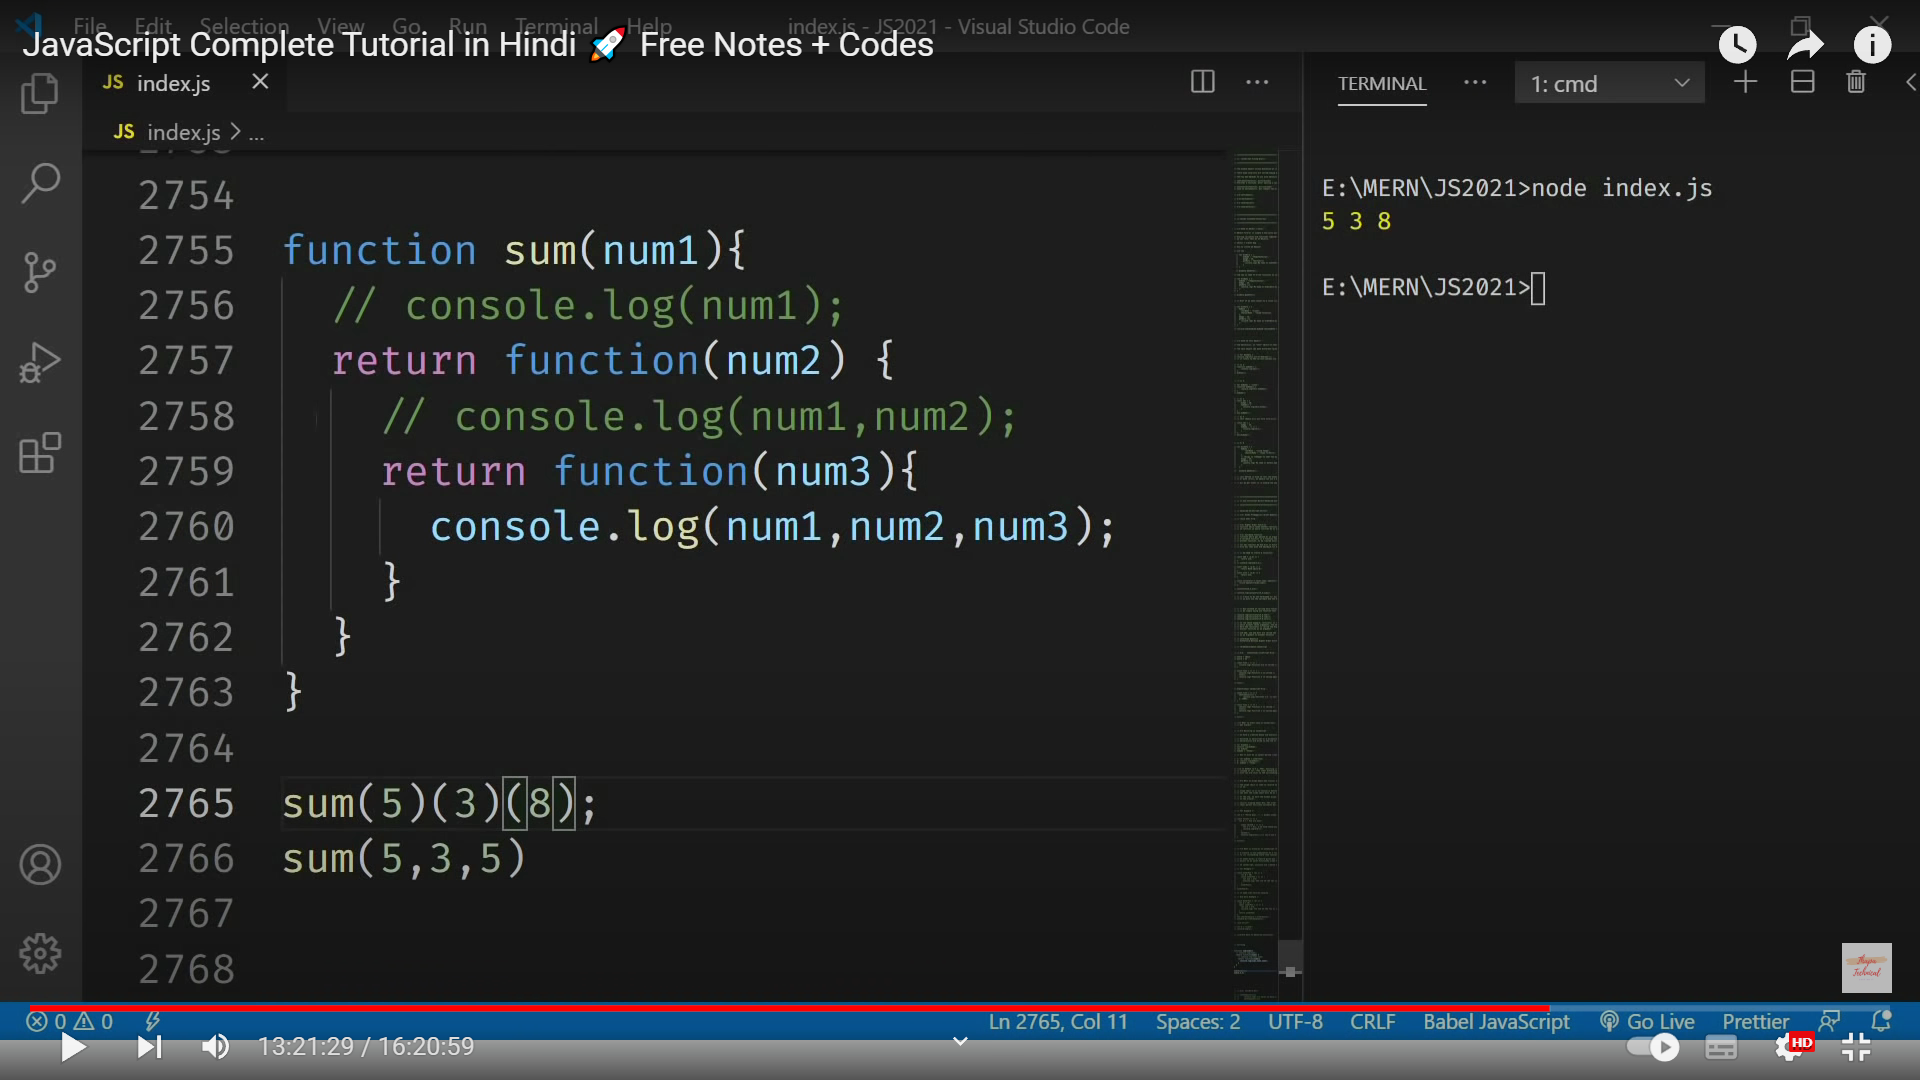 File Edit Selection View Go Run Terminal Help index.js - JS2021 - Visual Studio Code
JavaScript Complete Tutorial in Hindi 🚀 Free Notes + Codes
JS index.js
JS index.js > ...
TERMINAL ... 1: cmd
2754
2755 function sum(num1){
2756 // console.log(num1);
2757 return function(num2) {
2758 // console.log(num1,num2);
2759 return function(num3){
2760 console.log(num1,num2,num3);
2761 }
2762 }
2763 }
2764
2765 sum(5)(3)(8);
2766 sum(5,3,5)
2767
2768
E:\MERN\JS2021>node index.js
5 3 8
E:\MERN\JS2021>
Thapa
Technical
0 0 Ln 2765, Col 11 Spaces: 2 UTF-8 CRLF Babel JavaScript Go Live Prettier
13:21:29 / 16:20:59 HD